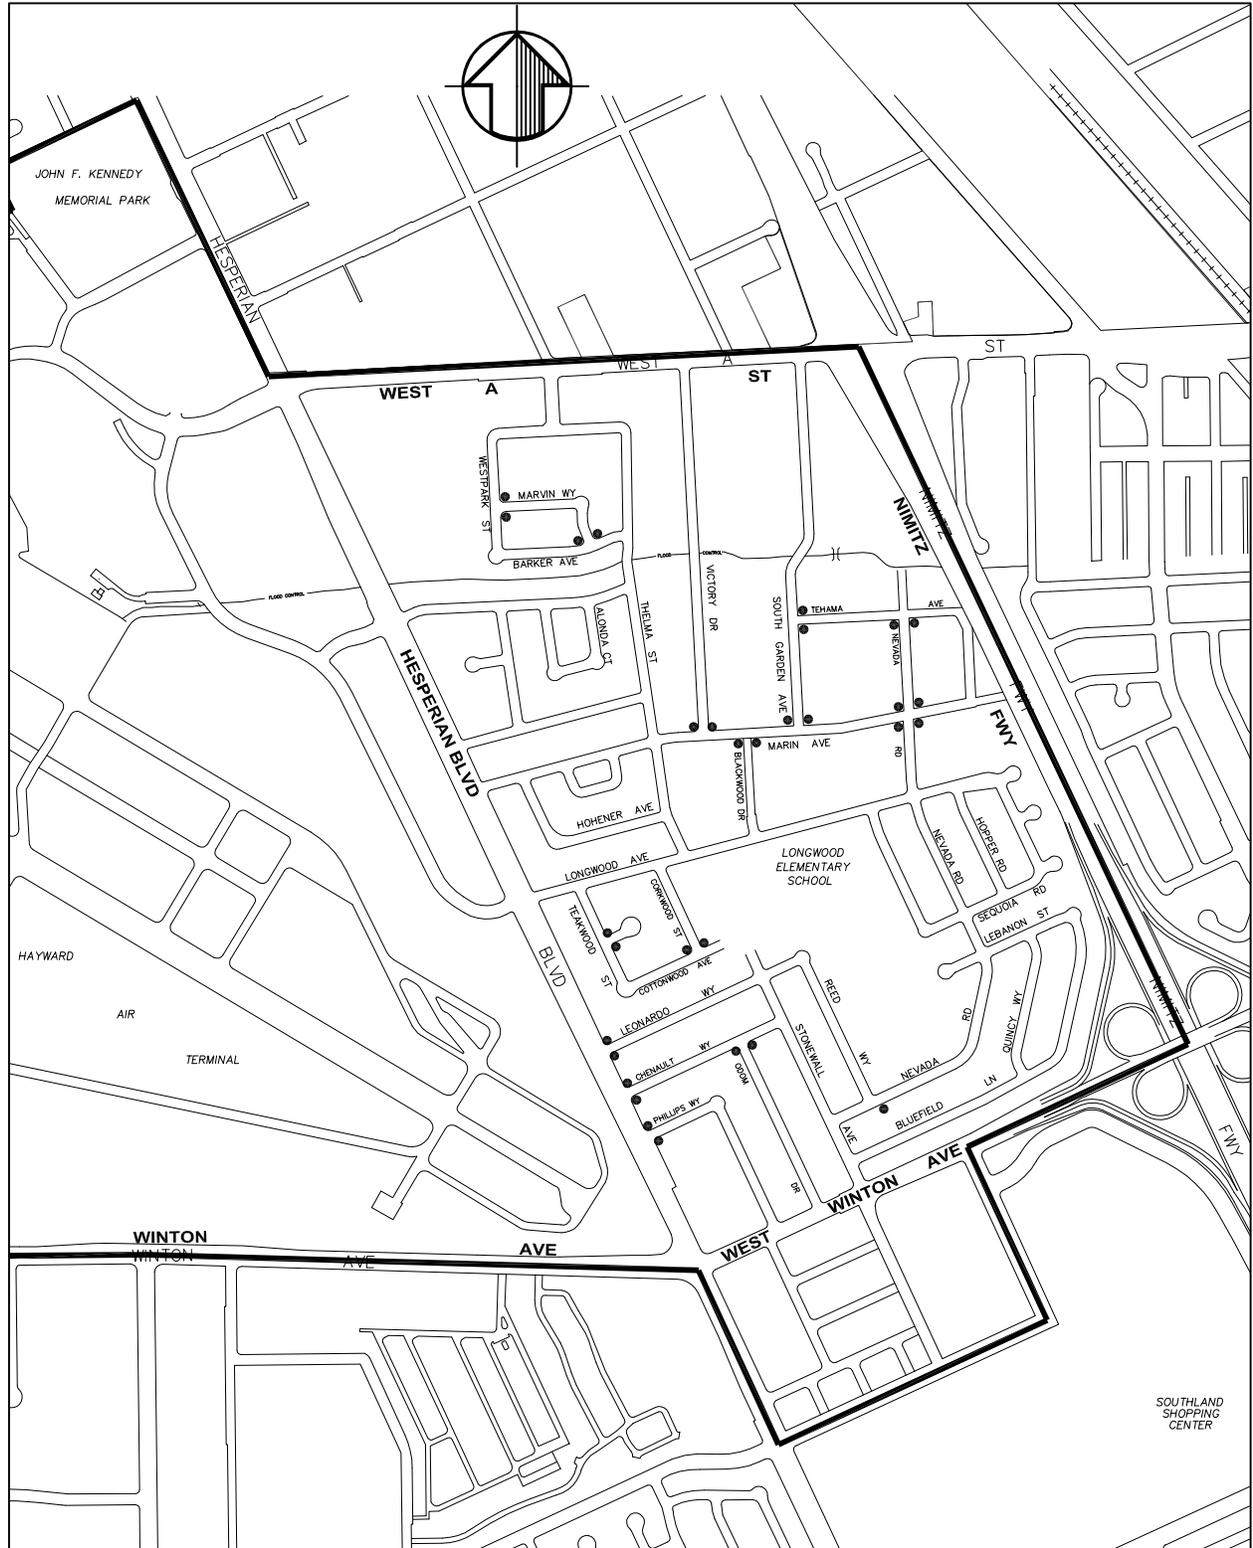 JOHN F. KENNEDY
MEMORIAL PARK
HESPERIAN
WEST A ST
WEST A ST
WESTPARK ST
MARVIN WY
BARKER AVE
NIMITZ
NIMITZ
FLOOD CONTROL
FLOOD CONTROL
ALONDA CT
THELMA ST
VICTORY DR
SOUTH GARDEN AVE
TEHAMA AVE
NEVADA RD
HESPERIAN BLVD
FWY
FWY
MARIN AVE
BLACKWOOD DR
HOHENER AVE
LONGWOOD AVE
LONGWOOD
ELEMENTARY
SCHOOL
NEVADA RD
HOPPER RD
SEQUOIA RD
LEBANON ST
CORKWOOD ST
TEAKWOOD ST
COTTONWOOD AVE
BLVD
HAYWARD
AIR
TERMINAL
LEONARDO WY
REED WY
STONEWALL AVE
CHENAULT WY
ODOM DR
PHILLIPS WY
NEVADA RD
QUINCY WY
BLUEFIELD LN
NIMITZ
FWY
WEST WINTON AVE
WINTON AVE
WINTON AVE
SOUTHLAND
SHOPPING
CENTER